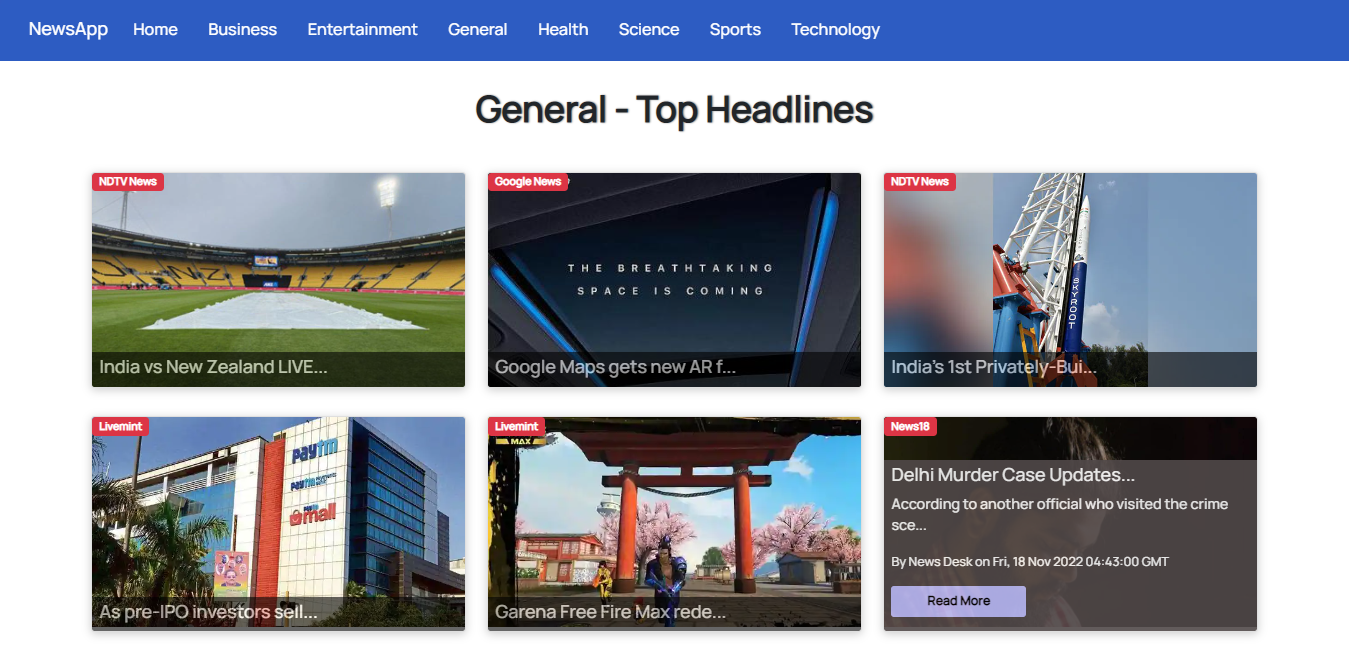 NewsApp Home Business Entertainment General Health Science Sports Technology
General - Top Headlines
NDTV News
India vs New Zealand LIVE...
Google News
THE BREATHTAKING
SPACE IS COMING
Google Maps gets new AR f...
NDTV News
SKYROOT
India's 1st Privately-Bui...
Livemint
paytm
paytm
paytm
mall
As pre-IPO investors sell...
Livemint
MAX
Garena Free Fire Max rede...
News18
Delhi Murder Case Updates...
According to another official who visited the crime
sce...
By News Desk on Fri, 18 Nov 2022 04:43:00 GMT
Read More